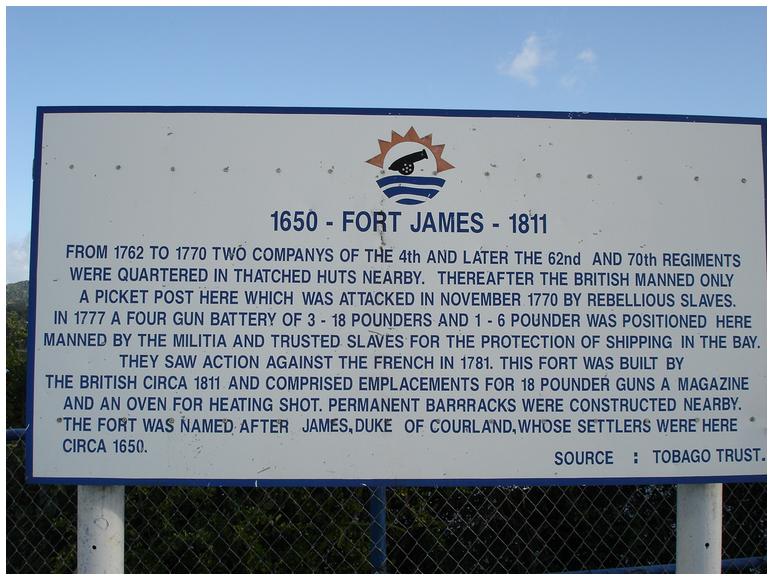 1650 - FORT JAMES - 1811
FROM 1762 TO 1770 TWO COMPANYS OF THE 4th AND LATER THE 62nd AND 70th REGIMENTS
WERE QUARTERED IN THATCHED HUTS NEARBY. THEREAFTER THE BRITISH MANNED ONLY
A PICKET POST HERE WHICH WAS ATTACKED IN NOVEMBER 1770 BY REBELLIOUS SLAVES.
IN 1777 A FOUR GUN BATTERY OF 3 - 18 POUNDERS AND 1 - 6 POUNDER WAS POSITIONED HERE
MANNED BY THE MILITIA AND TRUSTED SLAVES FOR THE PROTECTION OF SHIPPING IN THE BAY.
THEY SAW ACTION AGAINST THE FRENCH IN 1781. THIS FORT WAS BUILT BY
THE BRITISH CIRCA 1811 AND COMPRISED EMPLACEMENTS FOR 18 POUNDER GUNS A MAGAZINE
AND AN OVEN FOR HEATING SHOT. PERMANENT BARRRACKS WERE CONSTRUCTED NEARBY.
THE FORT WAS NAMED AFTER JAMES,DUKE OF COURLAND,WHOSE SETTLERS WERE HERE
CIRCA 1650.
SOURCE : TOBAGO TRUST.